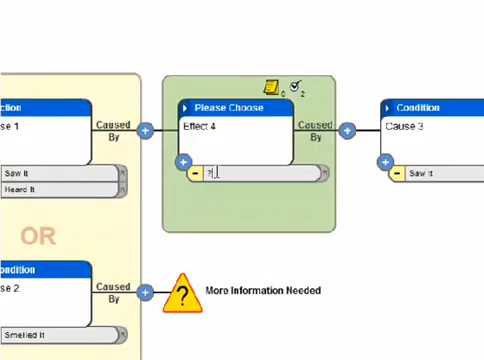 ction
se 1
Caused
By
Saw It
Heard It
OR
ondition
se 2
Caused
By
Smelled It
0
2
Please Choose
Effect 4
Caused
By
?
Condition
Cause 3
Saw It
?
More Information Needed